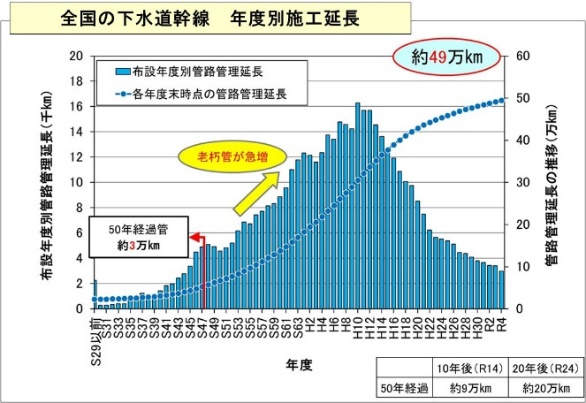 全国の下水道幹線　年度別施工延長
約49万km
布設年度別管路管理延長
各年度末時点の管路管理延長
老朽管が急増
50年経過管
約3万km
布設年度別管路管理延長(千km)
20
18
16
14
12
10
8
6
4
2
0
管路管理延長の推移(万km)
60
50
40
30
20
10
0
S29以前
S31
S33
S35
S37
S39
S41
S43
S45
S47
S49
S51
S53
S55
S57
S59
S61
S63
H2
H4
H6
H8
H10
H12
H14
H16
H18
H20
H22
H24
H26
H28
H30
R2
R4
年度
10年後(R14) 20年後(R24)
50年経過 約9万km 約20万km